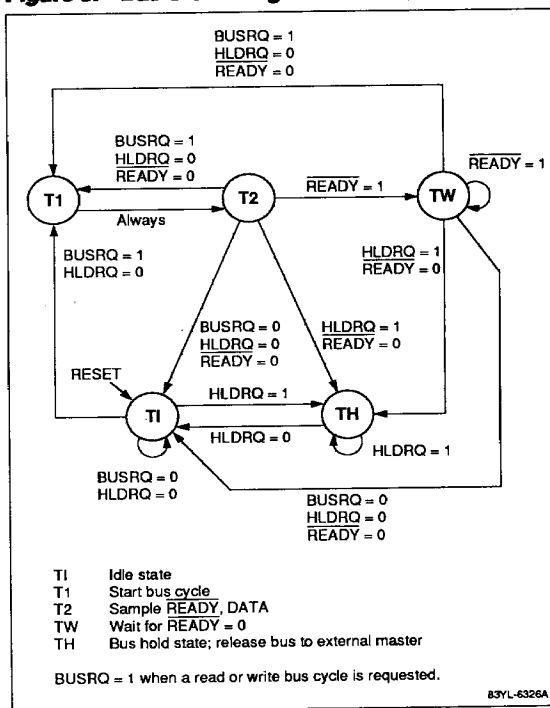 BUSRQ = 1
HLDRQ = 0
READY = 0
BUSRQ = 1
HLDRQ = 0
READY = 0
READY = 1
T1
T2
READY = 1
TW
Always
BUSRQ = 1
HLDRQ = 0
HLDRQ = 1
READY = 0
BUSRQ = 0
HLDRQ = 0
READY = 0
HLDRQ = 1
READY = 0
RESET
HLDRQ = 1
TI
TH
HLDRQ = 0
HLDRQ = 1
BUSRQ = 0
HLDRQ = 0
BUSRQ = 0
HLDRQ = 0
READY = 0
TI Idle state
T1 Start bus cycle
T2 Sample READY, DATA
TW Wait for READY = 0
TH Bus hold state; release bus to external master
BUSRQ = 1 when a read or write bus cycle is requested.
83YL-6326A